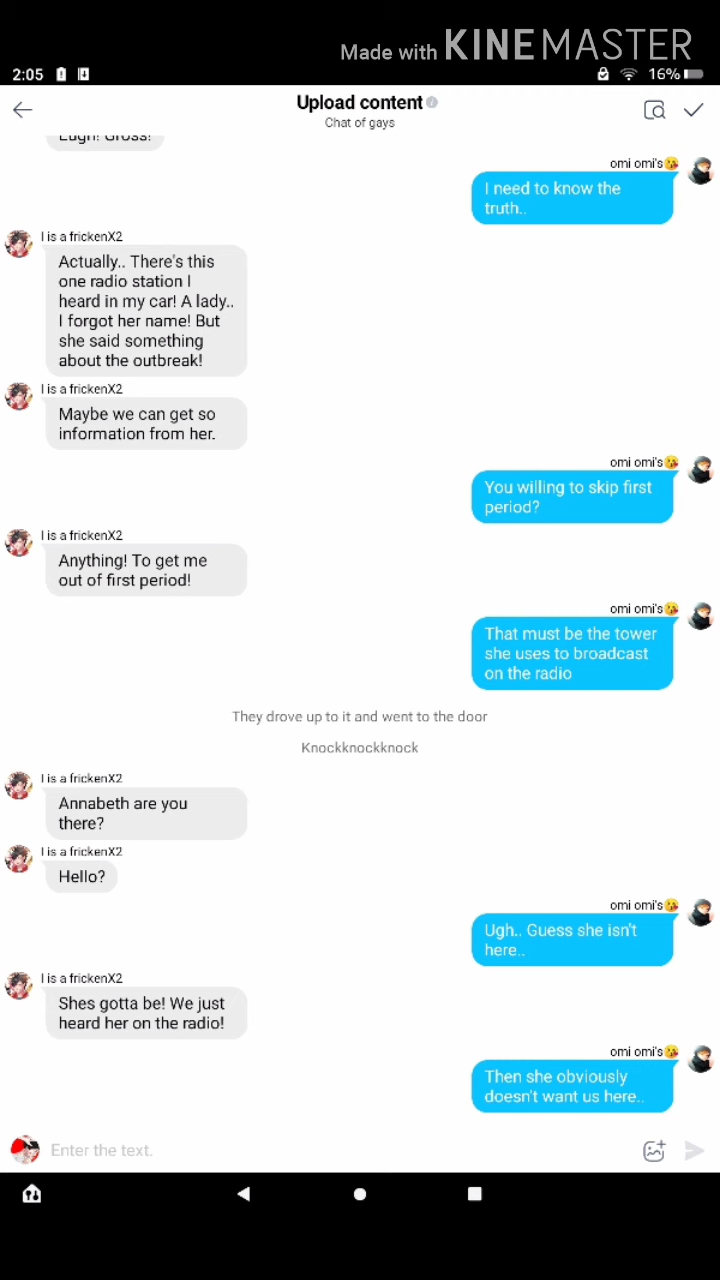 Made with KINEMASTER
2:05
16%
Upload content
Chat of gays
Eugh! Gross!
omi omi's😘
I need to know the
truth..
I is a frickenX2
Actually.. There's this
one radio station I
heard in my car! A lady..
I forgot her name! But
she said something
about the outbreak!
I is a frickenX2
Maybe we can get so
information from her.
omi omi's😘
You willing to skip first
period?
I is a frickenX2
Anything! To get me
out of first period!
omi omi's😘
That must be the tower
she uses to broadcast
on the radio
They drove up to it and went to the door
Knockknockknock
I is a frickenX2
Annabeth are you
there?
I is a frickenX2
Hello?
omi omi's😘
Ugh.. Guess she isn't
here..
I is a frickenX2
Shes gotta be! We just
heard her on the radio!
omi omi's😘
Then she obviously
doesn't want us here..
Enter the text.